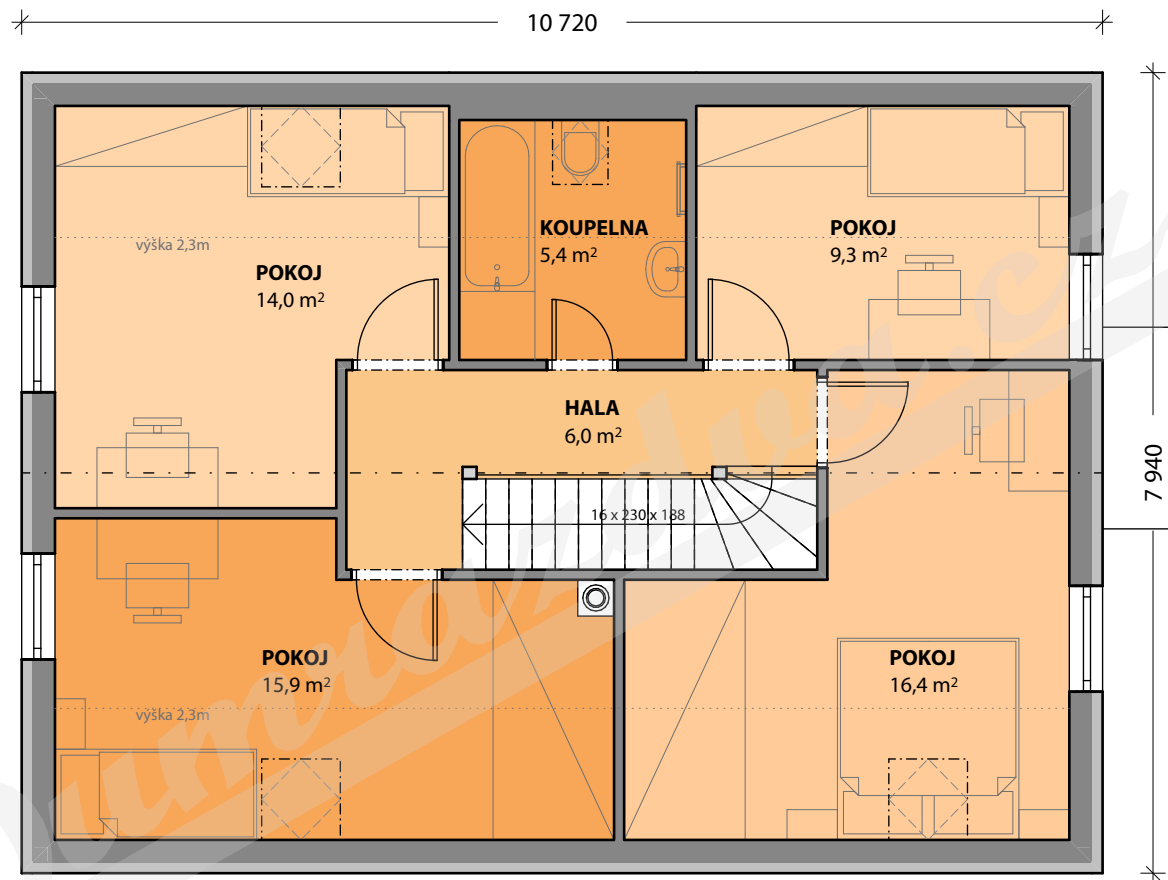 10 720
KOUPELNA
5,4 m²
POKOJ
9,3 m²
výška 2,3m
POKOJ
14,0 m²
HALA
6,0 m²
7 940
16 x 230 x 188
POKOJ
15,9 m²
výška 2,3m
POKOJ
16,4 m²